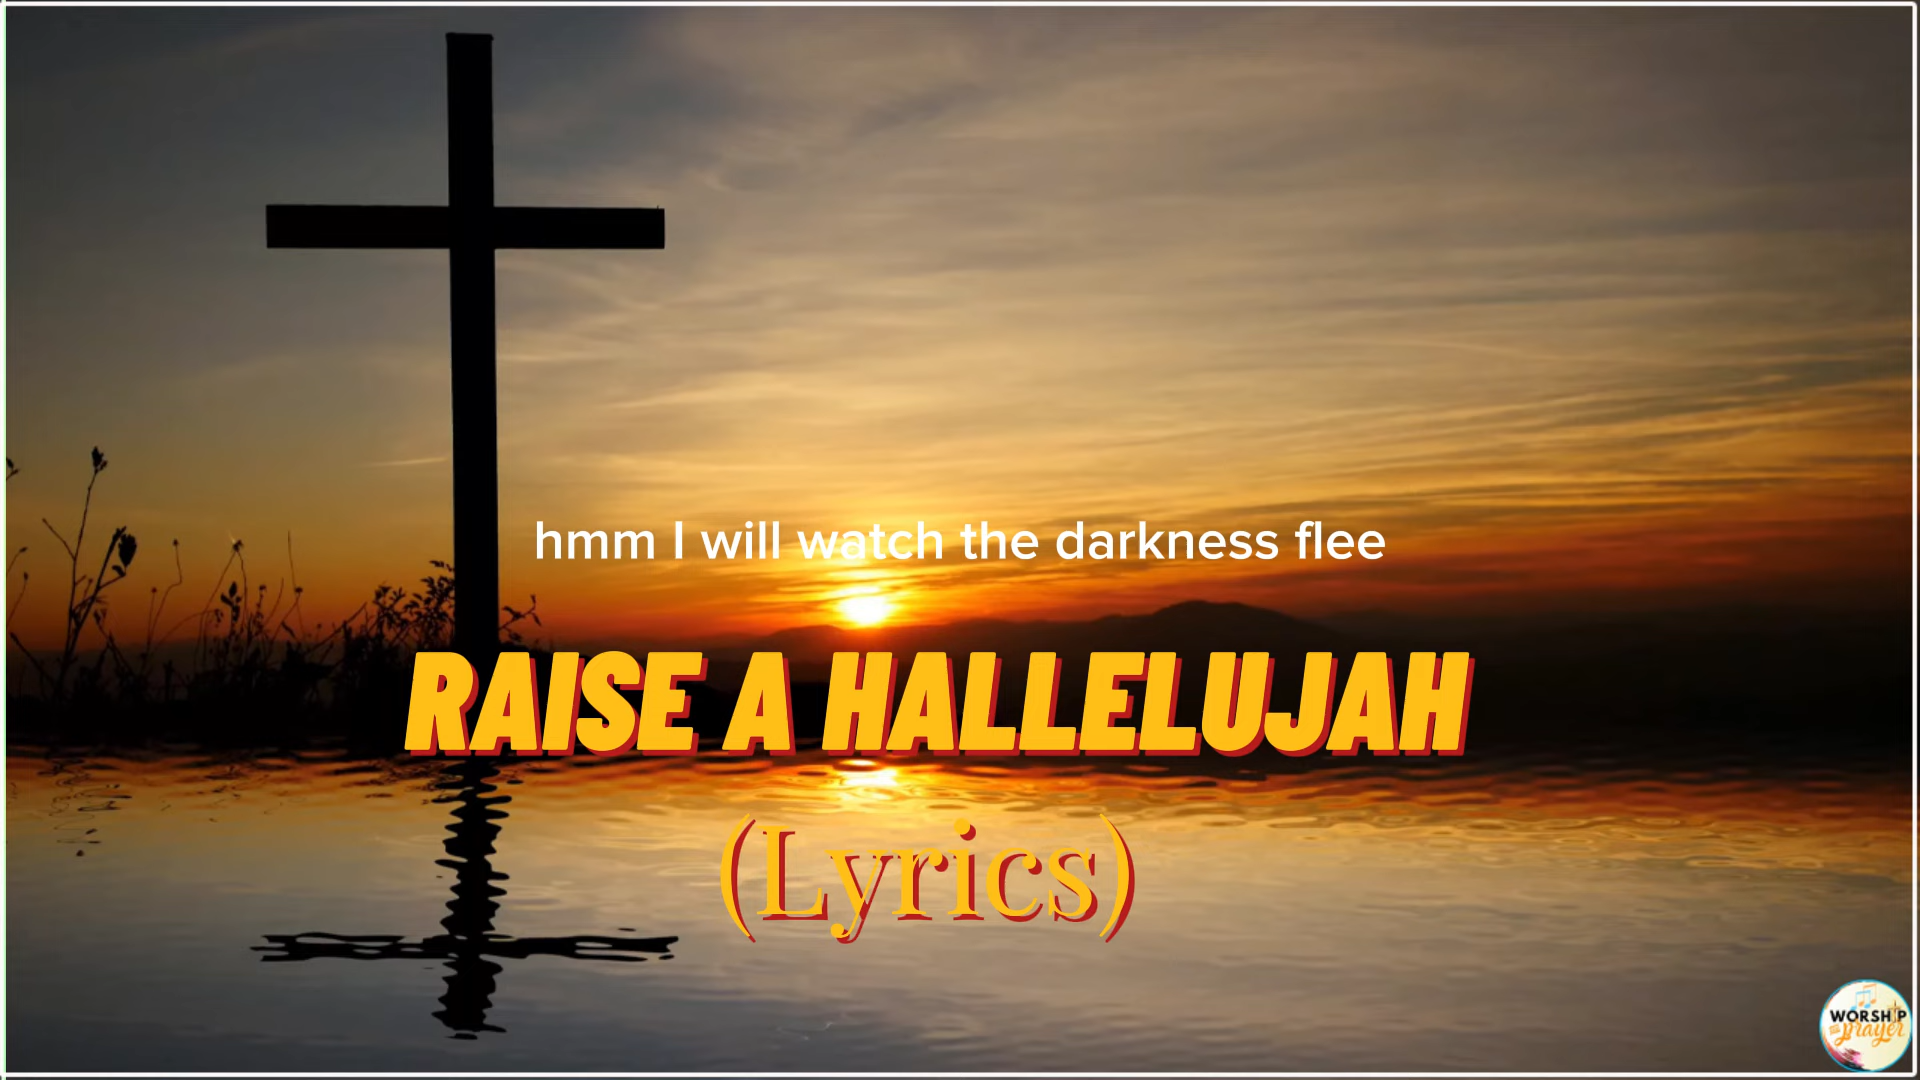 hmm I will watch the darkness flee
RAISE A HALLELUJAH
(Lyrics)
WORSHIP
prayer